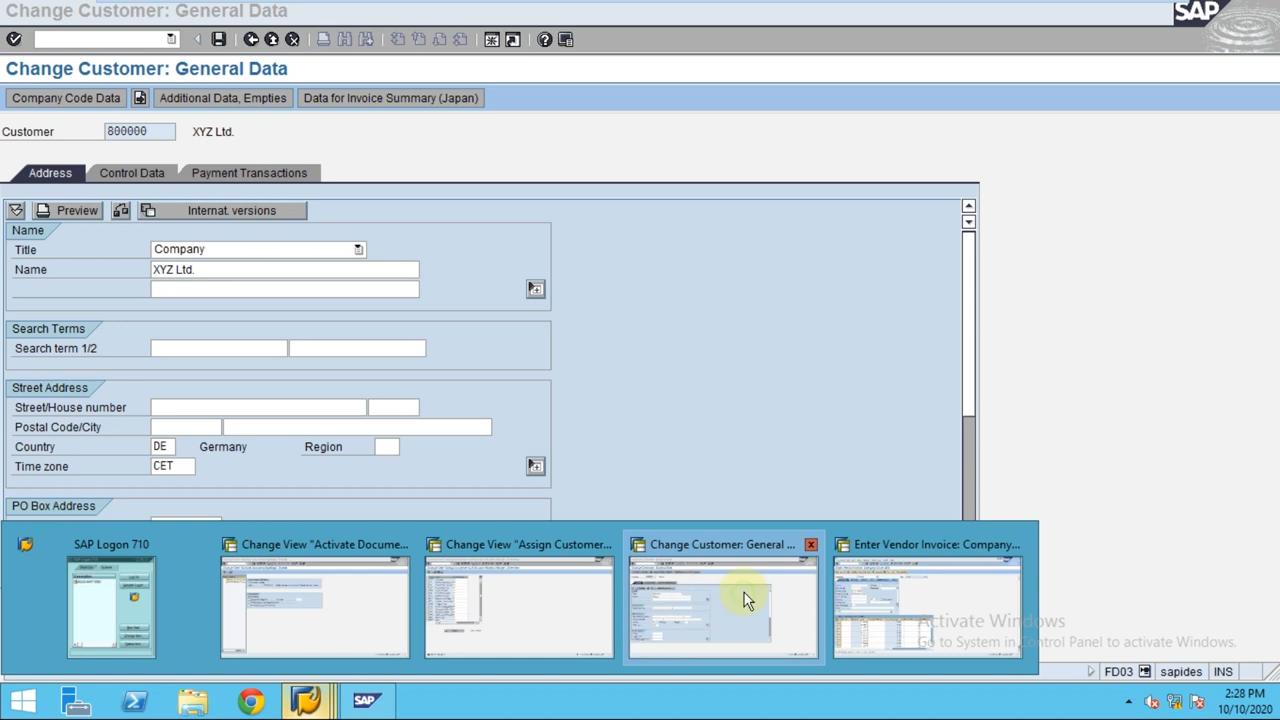 Change Customer: General Data
SAP
Change Customer: General Data
Company Code Data
Additional Data, Empties
Data for Invoice Summary (Japan)
Customer 800000 XYZ Ltd.
Address
Control Data
Payment Transactions
Preview
Internat. versions
Name
Title Company
Name XYZ Ltd.
Search Terms
Search term 1/2
Street Address
Street/House number
Postal Code/City
Country DE Germany Region
Time zone CET
PO Box Address
SAP Logon 710
Change View "Activate Docume...
Change View "Assign Customer...
Change Customer: General ...
Enter Vendor Invoice: Company...
Activate Windows
Go to System in Control Panel to activate Windows.
FD03 sapides INS
SAP
2:28 PM
10/10/2020